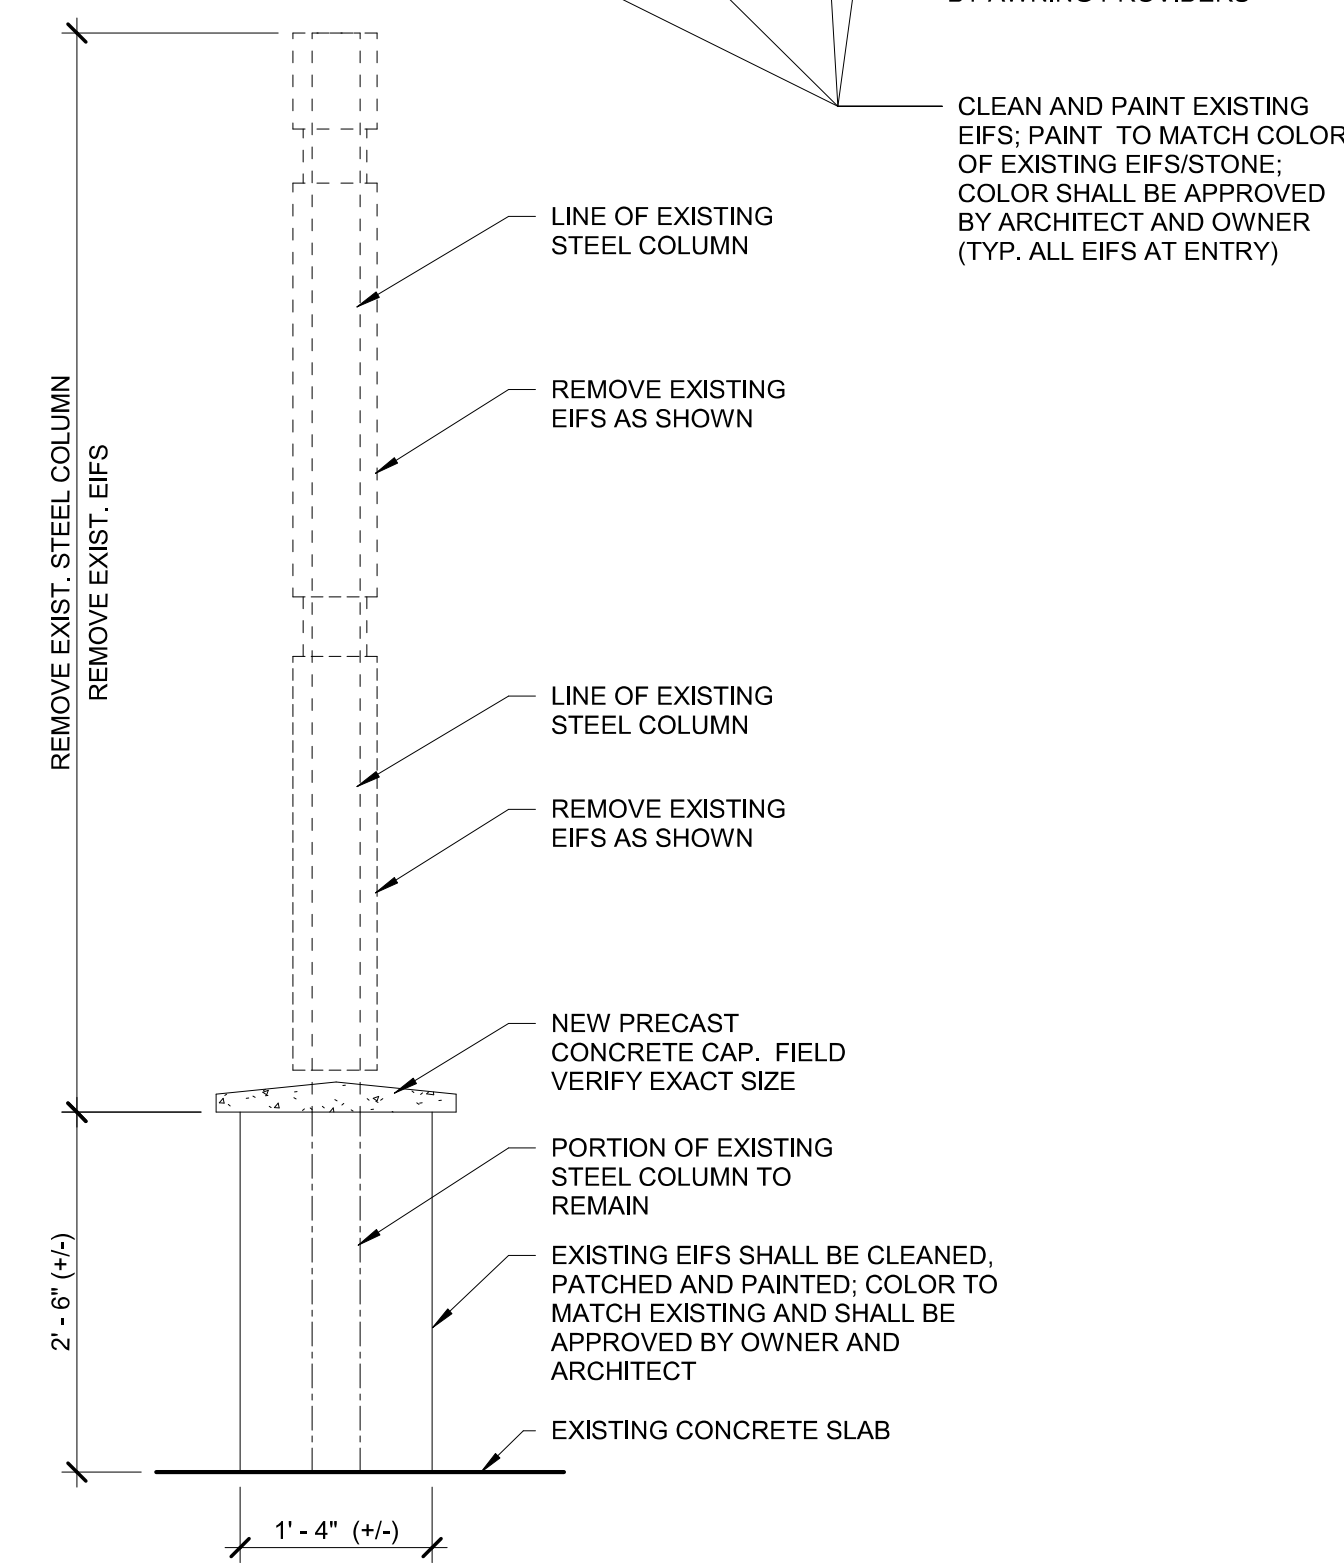 CLEAN AND PAINT EXISTING
EIFS; PAINT TO MATCH COLOR
OF EXISTING EIFS/STONE;
COLOR SHALL BE APPROVED
BY ARCHITECT AND OWNER
(TYP. ALL EIFS AT ENTRY)
LINE OF EXISTING
STEEL COLUMN
REMOVE EXISTING
EIFS AS SHOWN
REMOVE EXIST. STEEL COLUMN
REMOVE EXIST. EIFS
LINE OF EXISTING
STEEL COLUMN
REMOVE EXISTING
EIFS AS SHOWN
NEW PRECAST
CONCRETE CAP. FIELD
VERIFY EXACT SIZE
PORTION OF EXISTING
STEEL COLUMN TO
REMAIN
2' - 6" (+/-)
EXISTING EIFS SHALL BE CLEANED,
PATCHED AND PAINTED; COLOR TO
MATCH EXISTING AND SHALL BE
APPROVED BY OWNER AND
ARCHITECT
EXISTING CONCRETE SLAB
1' - 4" (+/-)